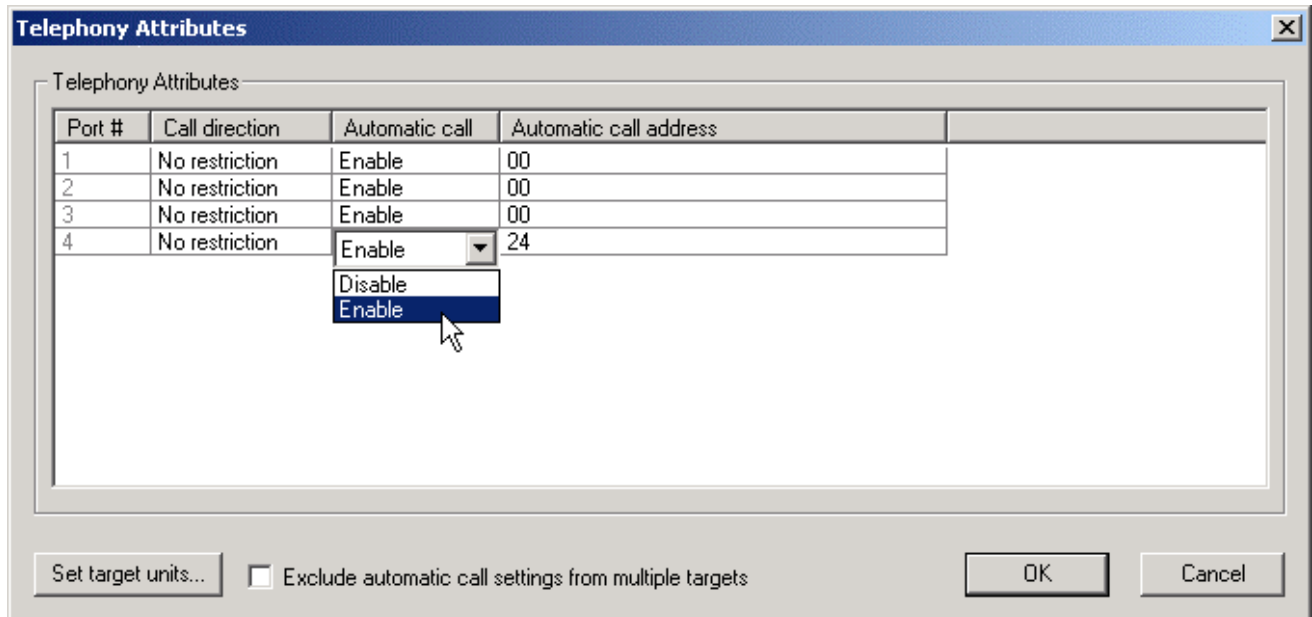 Telephony Attributes
Telephony Attributes
Port # Call direction Automatic call Automatic call address
1 No restriction Enable 00
2 No restriction Enable 00
3 No restriction Enable 00
4 No restriction Enable 24
Disable
Enable
Set target units... Exclude automatic call settings from multiple targets OK Cancel